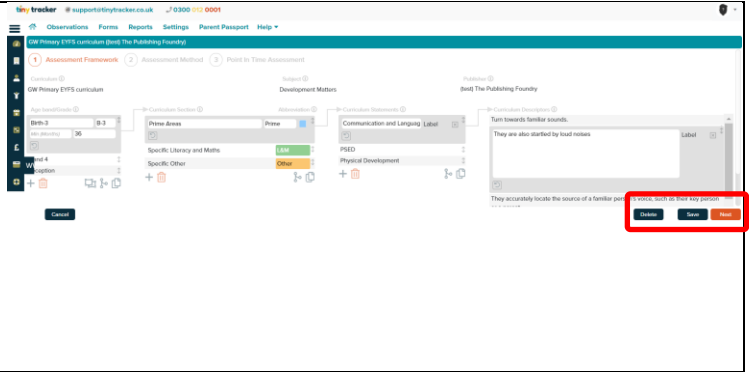 tiny tracker support@tinytracker.co.uk 0300 012 0001
Observations Forms Reports Settings Parent Passport Help
GW Primary EYFS curriculum ((test) The Publishing Foundry)
1 Assessment Framework 2 Assessment Method 3 Point In Time Assessment
Curriculum Subject Publisher
GW Primary EYFS curriculum Development Matters (test) The Publishing Foundry
Age band/Grade Curriculum Section Abbreviation Curriculum Statements Curriculum Descriptors
Turn towards familiar sounds.
Birth-3 B-3 Prime Areas Prime Communication and Languag Label
36
They are also startled by loud noises Label
Specific Literacy and Maths L&M PSED
and 4
Specific Other Other Physical Development
ception
They accurately locate the source of a familiar person's voice, such as their key person
Cancel Delete Save Next